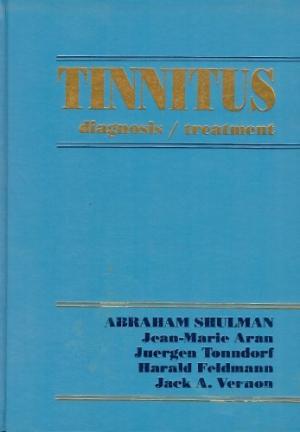 TINNITUS
diagnosis / treatment
ABRAHAM SHULMAN
Jean-Marie Aran
Juergen Tonndorf
Harald Feldmann
Jack A. Vernon